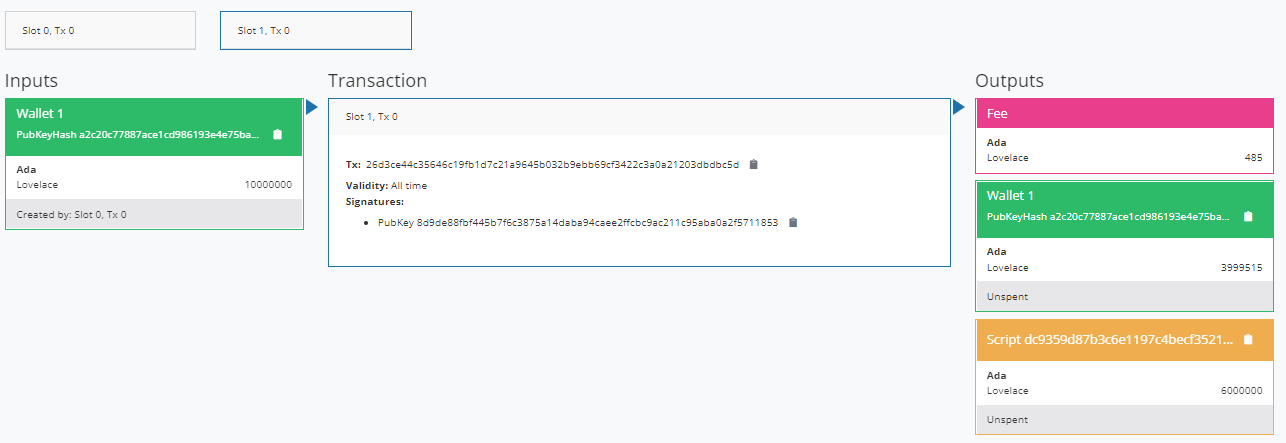 Slot 0, Tx 0
Slot 1, Tx 0
Inputs
Wallet 1
PubKeyHash a2c20c77887ace1cd986193e4e75ba...
Ada
Lovelace 10000000
Created by: Slot 0, Tx 0
Transaction
Slot 1, Tx 0
Tx: 26d3ce44c35646c19fb1d7c21a9645b032b9ebb69cf3422c3a0a21203dbdbc5d
Validity: All time
Signatures:
PubKey 8d9de88fbf445b7f6c3875a14daba94caee2ffcbc9ac211c95aba0a2f5711853
Outputs
Fee
Ada
Lovelace 485
Wallet 1
PubKeyHash a2c20c77887ace1cd986193e4e75ba...
Ada
Lovelace 3999515
Unspent
Script dc9359d87b3c6e1197c4becf3521...
Ada
Lovelace 6000000
Unspent